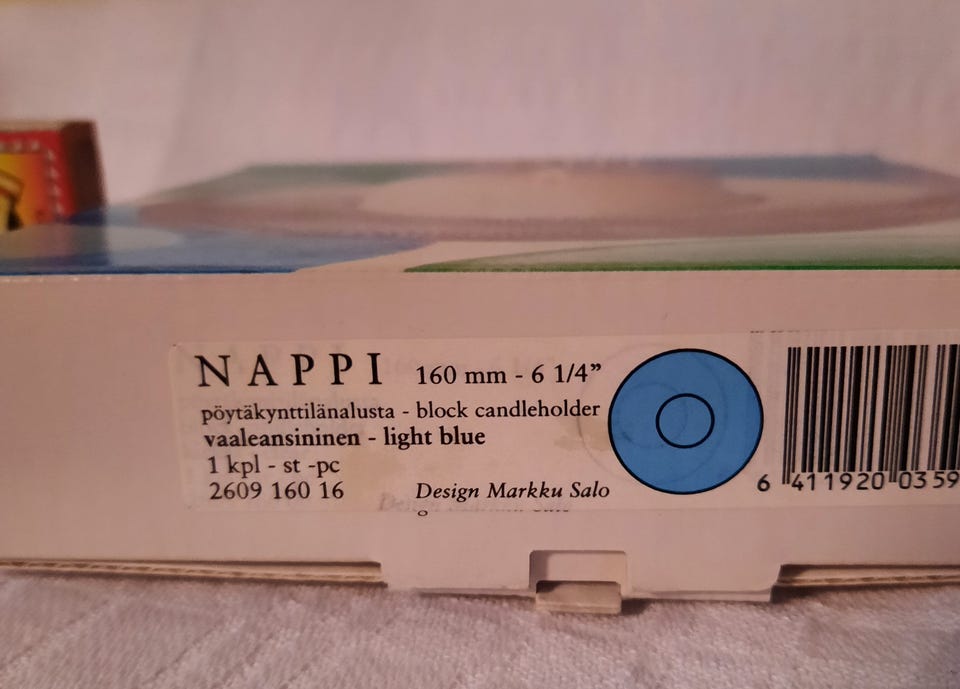 NAPPI 160 mm - 6 1/4”
pöytäkynttilänalusta - block candleholder
vaaleansininen - light blue
1 kpl - st -pc
2609 160 16
Design Markku Salo
6 411920 0359